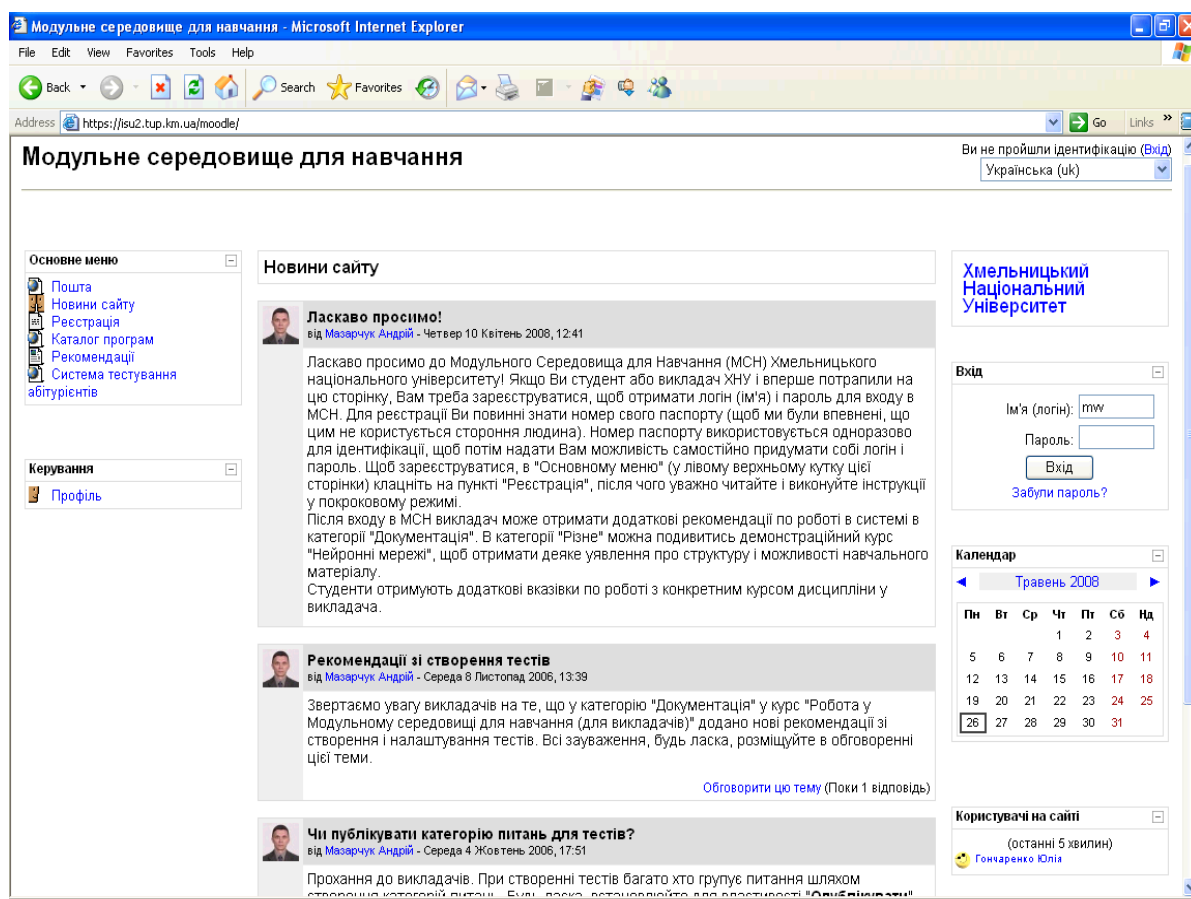 Модульне середовище для навчання - Microsoft Internet Explorer
File Edit View Favorites Tools Help
Back Search Favorites
Address https://isu2.tup.km.ua/moodle/ Go Links »
Модульне середовище для навчання
Ви не пройшли ідентифікацію (Вхід)
Українська (uk)
Основне меню
Пошта
Новини сайту
Реєстрація
Каталог програм
Рекомендації
Система тестування
абітурієнтів
Керування
Профіль
Новини сайту
Ласкаво просимо!
від Мазарчук Андрій - Четвер 10 Квітень 2008, 12:41
Ласкаво просимо до Модульного Середовища для Навчання (МСН) Хмельницького
національного університету! Якщо Ви студент або викладач ХНУ і вперше потрапили на
цю сторінку, Вам треба зареєструватися, щоб отримати логін (ім'я) і пароль для входу в
МСН. Для реєстрації Ви повинні знати номер свого паспорту (щоб ми були впевнені, що
цим не користується стороння людина). Номер паспорту використовується одноразово
для ідентифікації, щоб потім надати Вам можливість самостійно придумати собі логін і
пароль. Щоб зареєструватися, в "Основному меню" (у лівому верхньому кутку цієї
сторінки) клацніть на пункті "Реєстрація", після чого уважно читайте і виконуйте інструкції
у покроковому режимі.
Після входу в МСН викладач може отримати додаткові рекомендації по роботі в системі в
категорії "Документація". В категорії "Різне" можна подивитись демонстраційний курс
"Нейронні мережі", щоб отримати деяке уявлення про структуру і можливості навчального
матеріалу.
Студенти отримують додаткові вказівки по роботі з конкретним курсом дисципліни у
викладача.
Рекомендації зі створення тестів
від Мазарчук Андрій - Середа 8 Листопад 2006, 13:39
Звертаємо увагу викладачів на те, що у категорію "Документація" у курс "Робота у
Модульному середовищі для навчання (для викладачів)" додано нові рекомендації зі
створення і налаштування тестів. Всі зауваження, будь ласка, розміщуйте в обговоренні
цієї теми.
Обговорити цю тему (Поки 1 відповідь)
Чи публікувати категорію питань для тестів?
від Мазарчук Андрій - Середа 4 Жовтень 2006, 17:51
Прохання до викладачів. При створенні тестів багато хто групує питання шляхом
створення категорій питань. Будь ласка, встановлюйте для властивості "Опублікувати"
Хмельницький
Національний
Університет
Вхід
Ім'я (логін): mw
Пароль:
Вхід
Забули пароль?
Календар
◄ Травень 2008 ►
Пн Вт Ср Чт Пт Сб Нд
1 2 3 4
5 6 7 8 9 10 11
12 13 14 15 16 17 18
19 20 21 22 23 24 25
26 27 28 29 30 31
Користувачі на сайті
(останні 5 хвилин)
Гончаренко Юлія